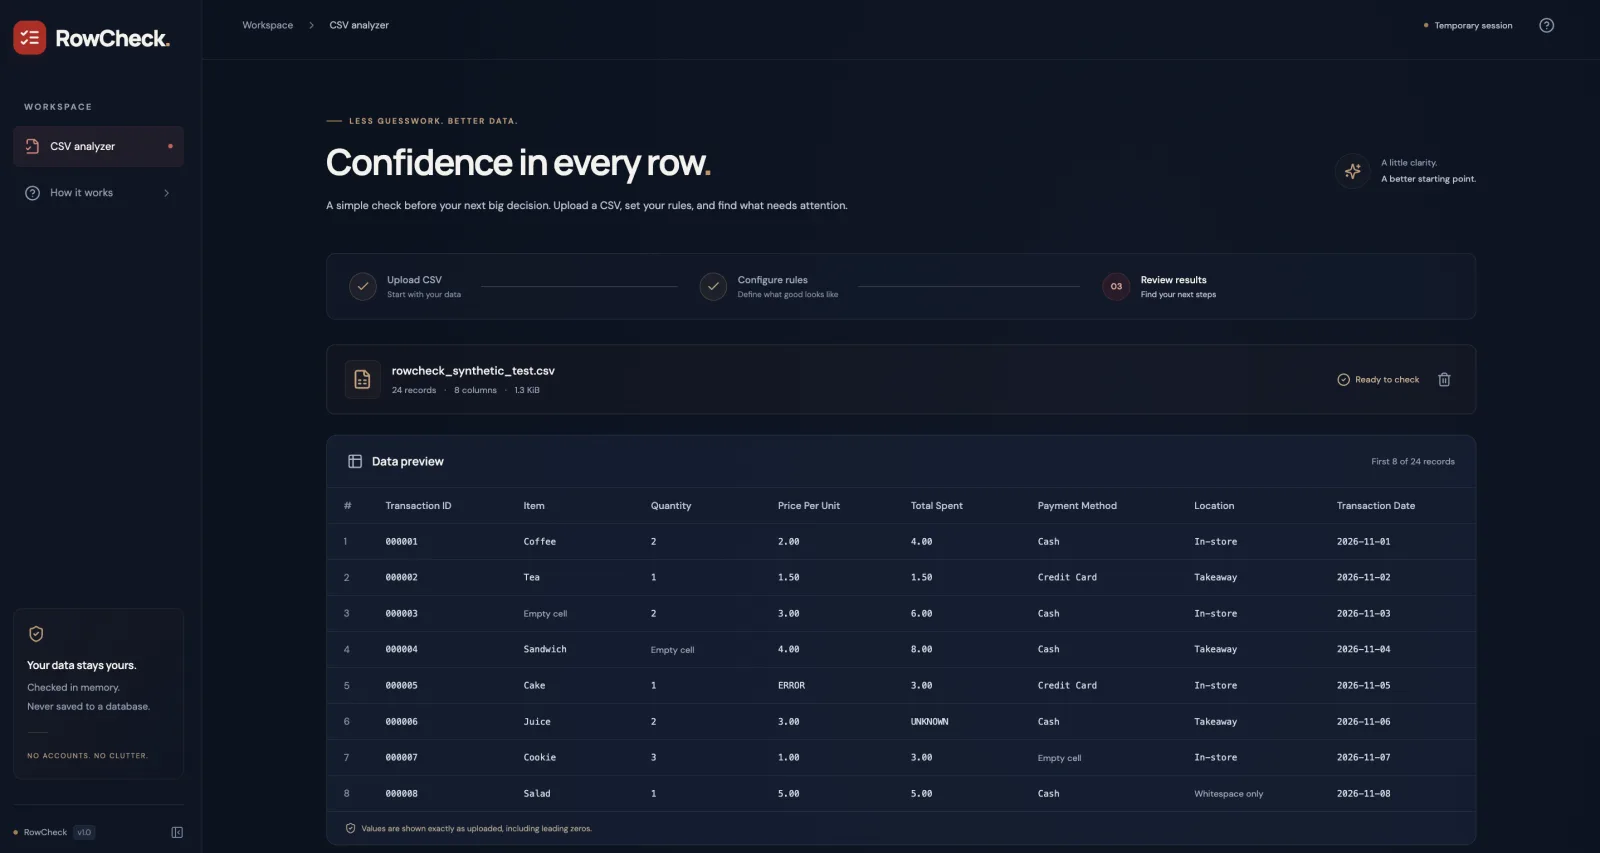 RowCheck.
Workspace > CSV analyzer
Temporary session
WORKSPACE
CSV analyzer
How it works
LESS GUESSWORK. BETTER DATA.
Confidence in every row.
A simple check before your next big decision. Upload a CSV, set your rules, and find what needs attention.
A little clarity.
A better starting point.
Upload CSV
Start with your data
Configure rules
Define what good looks like
03
Review results
Find your next steps
rowcheck_synthetic_test.csv
24 records · 8 columns · 1.3 KiB
Ready to check
Data preview
First 8 of 24 records
# Transaction ID Item Quantity Price Per Unit Total Spent Payment Method Location Transaction Date
1 000001 Coffee 2 2.00 4.00 Cash In-store 2026-11-01
2 000002 Tea 1 1.50 1.50 Credit Card Takeaway 2026-11-02
3 000003 Empty cell 2 3.00 6.00 Cash In-store 2026-11-03
4 000004 Sandwich Empty cell 4.00 8.00 Cash Takeaway 2026-11-04
5 000005 Cake 1 ERROR 3.00 Credit Card In-store 2026-11-05
6 000006 Juice 2 3.00 UNKNOWN Cash Takeaway 2026-11-06
7 000007 Cookie 3 1.00 3.00 Empty cell In-store 2026-11-07
8 000008 Salad 1 5.00 5.00 Cash Whitespace only 2026-11-08
Values are shown exactly as uploaded, including leading zeros.
Your data stays yours.
Checked in memory.
Never saved to a database.
NO ACCOUNTS. NO CLUTTER.
RowCheck v1.0